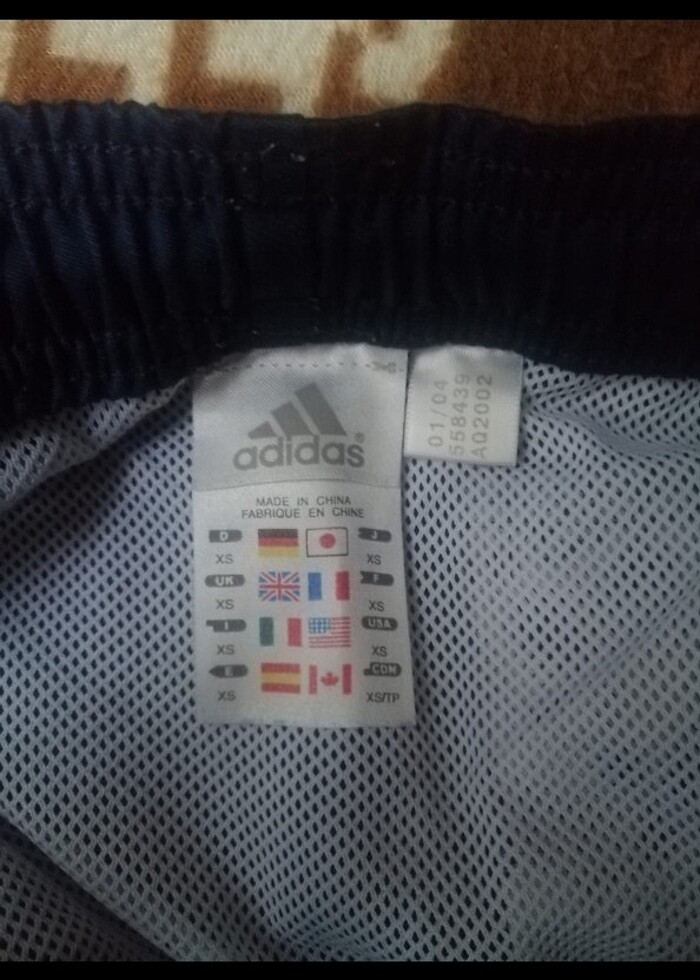 adidas®
MADE IN CHINA
FABRIQUE EN CHINE
D J
XS XS
UK F
XS XS
I USA
XS XS
E CDN
XS XS/TP
01/04
558439
AQ2002